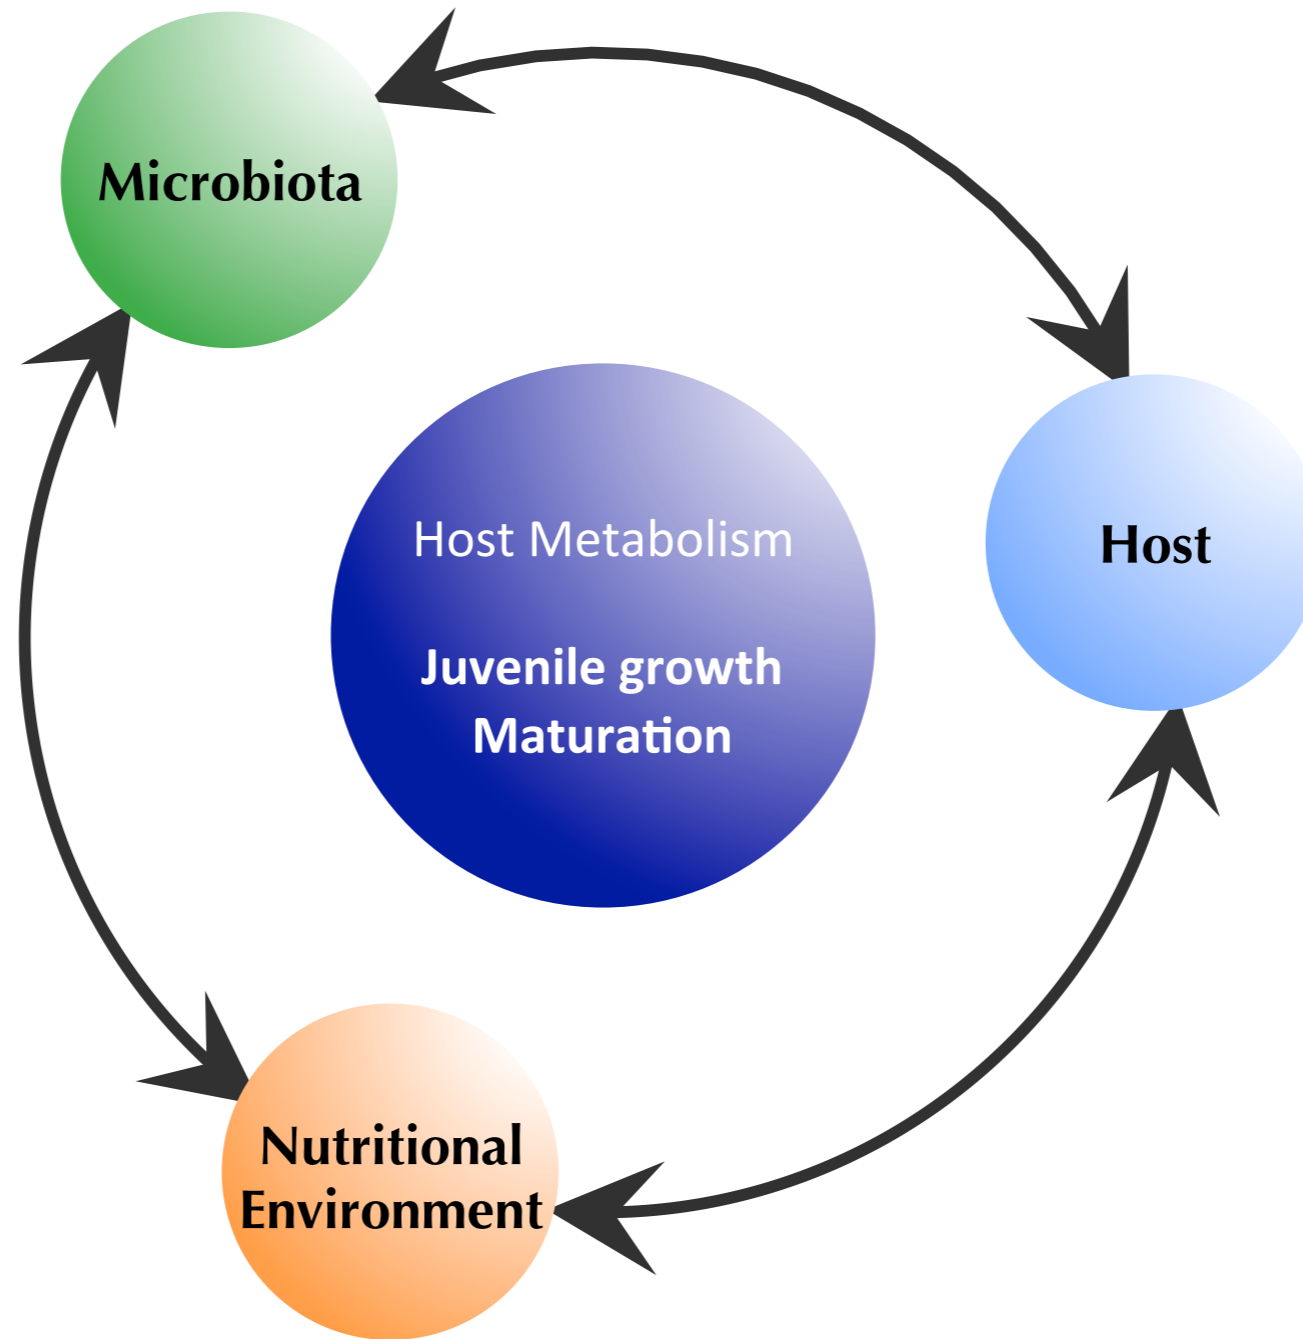 Microbiota
Host Metabolism
Juvenile growth
Maturation
Host
Nutritional
Environment